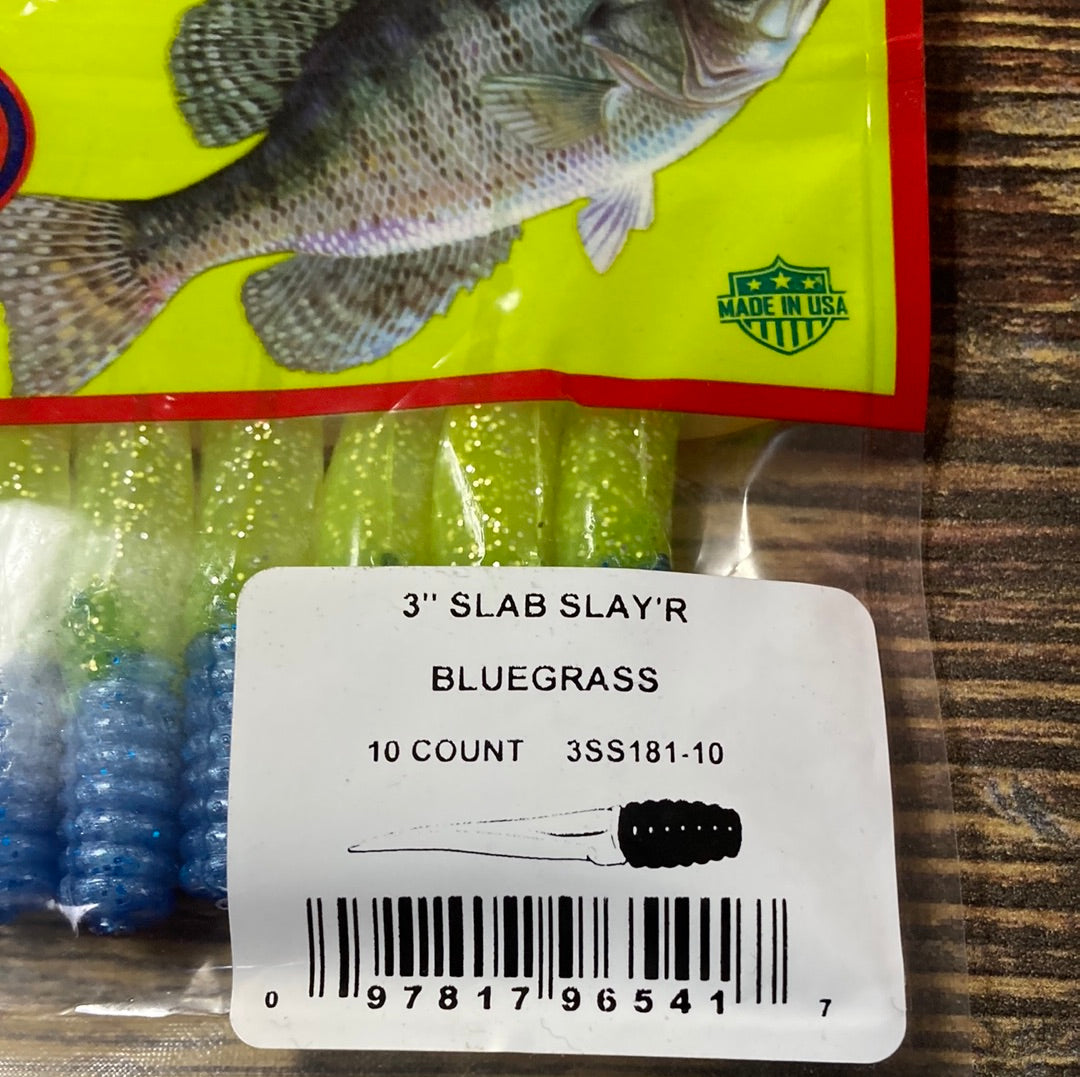 MADE IN USA
3" SLAB SLAY'R
BLUEGRASS
10 COUNT 3SS181-10
0 97817 96541 7